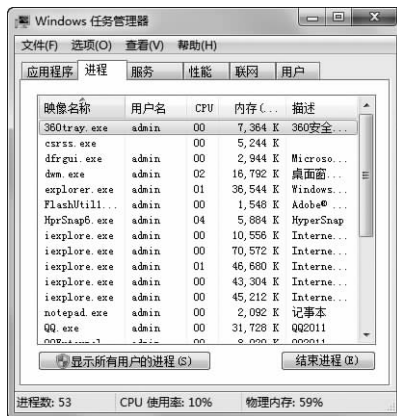 Windows 任务管理器
文件(F) 选项(O) 查看(V) 帮助(H)
应用程序 进程 服务 性能 联网 用户
映像名称 用户名 CPU 内存(... 描述
360tray.exe admin 00 7,364 K 360安全...
csrss.exe 00 5,244 K
dfrgui.exe admin 00 2,944 K Microso...
dwm.exe admin 02 16,792 K 桌面窗...
explorer.exe admin 01 36,544 K Windows...
FlashUtil1... admin 00 1,548 K Adobe® ...
HprSnap6.exe admin 04 5,884 K HyperSnap
iexplore.exe admin 00 10,556 K Interne...
iexplore.exe admin 00 70,572 K Interne...
iexplore.exe admin 01 46,680 K Interne...
iexplore.exe admin 00 43,304 K Interne...
iexplore.exe admin 00 45,212 K Interne...
notepad.exe admin 00 2,092 K 记事本
QQ.exe admin 00 31,728 K QQ2011
显示所有用户的进程(S) 结束进程(E)
进程数: 53 CPU 使用率: 10% 物理内存: 59%